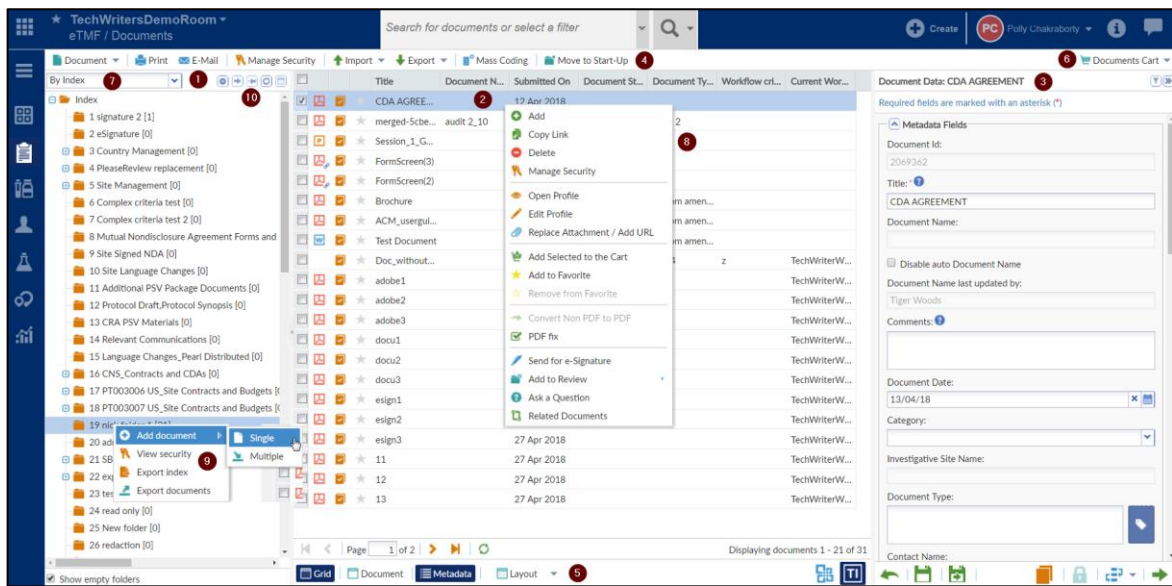 TechWritersDemoRoom
eTMF / Documents
Search for documents or select a filter
Create
PC
Polly Chakraborty
Document
Print
E-Mail
Manage Security
Import
Export
Mass Coding
Move to Start-Up
4
6
Documents Cart
By Index
7
1
10
Index
1 signature 2 [1]
2 eSignature [0]
3 Country Management [0]
4 PleaseReview replacement [0]
5 Site Management [0]
6 Complex criteria test [0]
7 Complex criteria test 2 [0]
8 Mutual Nondisclosure Agreement Forms and
9 Site Signed NDA [0]
10 Site Language Changes [0]
11 Additional PSV Package Documents [0]
12 Protocol Draft,Protocol Synopsis [0]
13 CRA PSV Materials [0]
14 Relevant Communications [0]
15 Language Changes_Pearl Distributed [0]
16 CNS_Contracts and CDAs [0]
17 PT003006 US_Site Contracts and Budgets [
18 PT003007 US_Site Contracts and Budgets [
20
21 SB
22
23
24 read only [0]
25 New folder [0]
26 redaction [0]
Show empty folders
Add document
View security
9
Export index
Export documents
Single
Multiple
Title Document N... Submitted On Document St... Document Ty... Workflow cri... Current Wor...
CDA AGREE... 2 12 Apr 2018
merged-5cbe... audit 2_10 2
Session_1_G... 8
FormScreen(3)
FormScreen(2)
Brochure om amen...
ACM_usergui...
Test Document om amen...
Doc_without... z TechWriterW...
adobe1 TechWriterW...
adobe2 TechWriterW...
adobe3 TechWriterW...
docu1 TechWriterW...
docu2 TechWriterW...
docu3 TechWriterW...
esign1 TechWriterW...
esign2 TechWriterW...
esign3 27 Apr 2018 TechWriterW...
11 27 Apr 2018 TechWriterW...
12 27 Apr 2018 TechWriterW...
13 27 Apr 2018 TechWriterW...
Add
Copy Link
Delete
Manage Security
Open Profile
Edit Profile
Replace Attachment / Add URL
Add Selected to the Cart
Add to Favorite
Remove from Favorite
Convert Non PDF to PDF
PDF fix
Send for e-Signature
Add to Review
Ask a Question
Related Documents
Page 1 of 2
Displaying documents 1 - 21 of 31
Grid
Document
Metadata
Layout
5
TI
Document Data: CDA AGREEMENT
3
Required fields are marked with an asterisk (*)
Metadata Fields
Document Id:
2069362
Title: *
CDA AGREEMENT
Document Name:
Disable auto Document Name
Document Name last updated by:
Tiger Woods
Comments:
Document Date:
13/04/18
Category:
Investigative Site Name:
Document Type:
Contact Name: